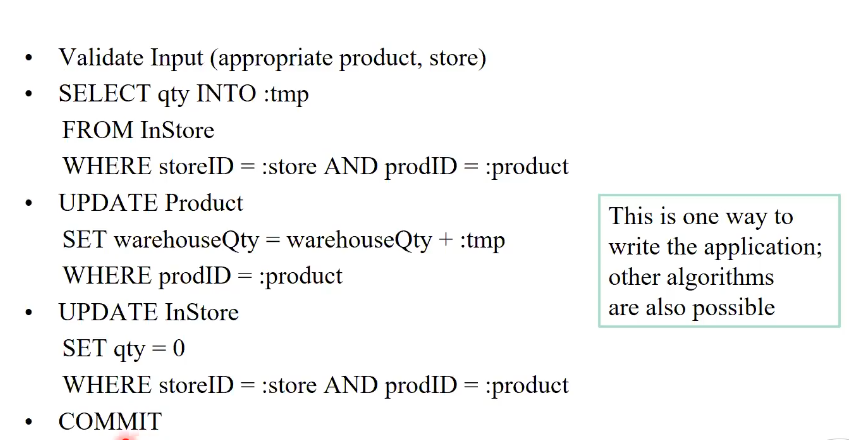 • Validate Input (appropriate product, store)
• SELECT qty INTO :tmp
FROM InStore
WHERE storeID = :store AND prodID = :product
• UPDATE Product
SET warehouseQty = warehouseQty + :tmp
WHERE prodID = :product
• UPDATE InStore
SET qty = 0
WHERE storeID = :store AND prodID = :product
• COMMIT
This is one way to
write the application;
other algorithms
are also possible